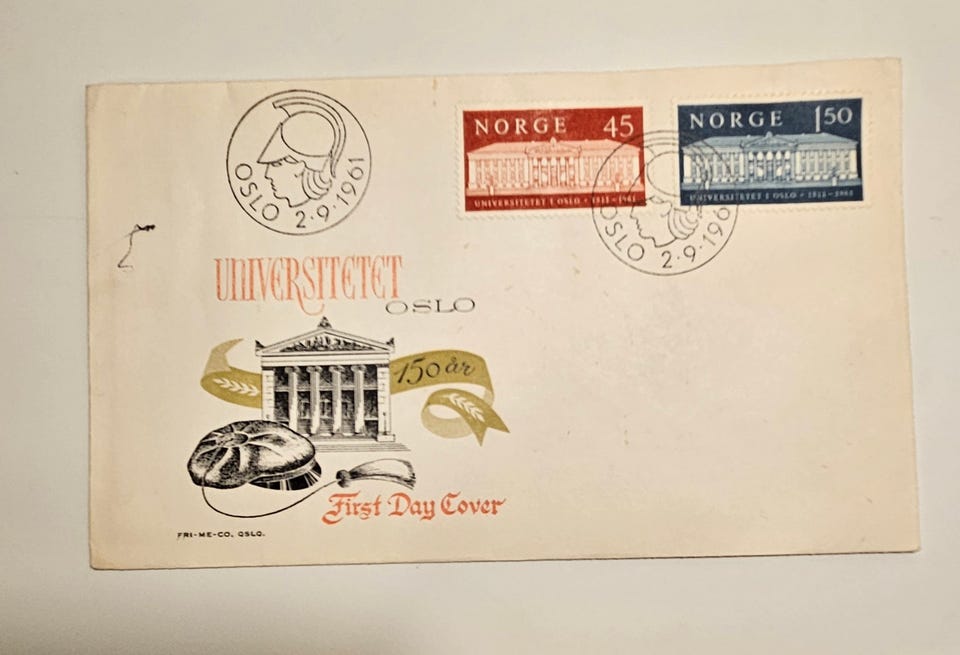 NORGE 45
UNIVERSITETET I OSLO • 1811-1961
NORGE 1.50
UNIVERSITETET I OSLO • 1811-1961
OSLO 2·9·1961
OSLO 2·9·1961
UNIVERSITETET
OSLO
150 år
First Day Cover
FRI-ME-CO, OSLO.